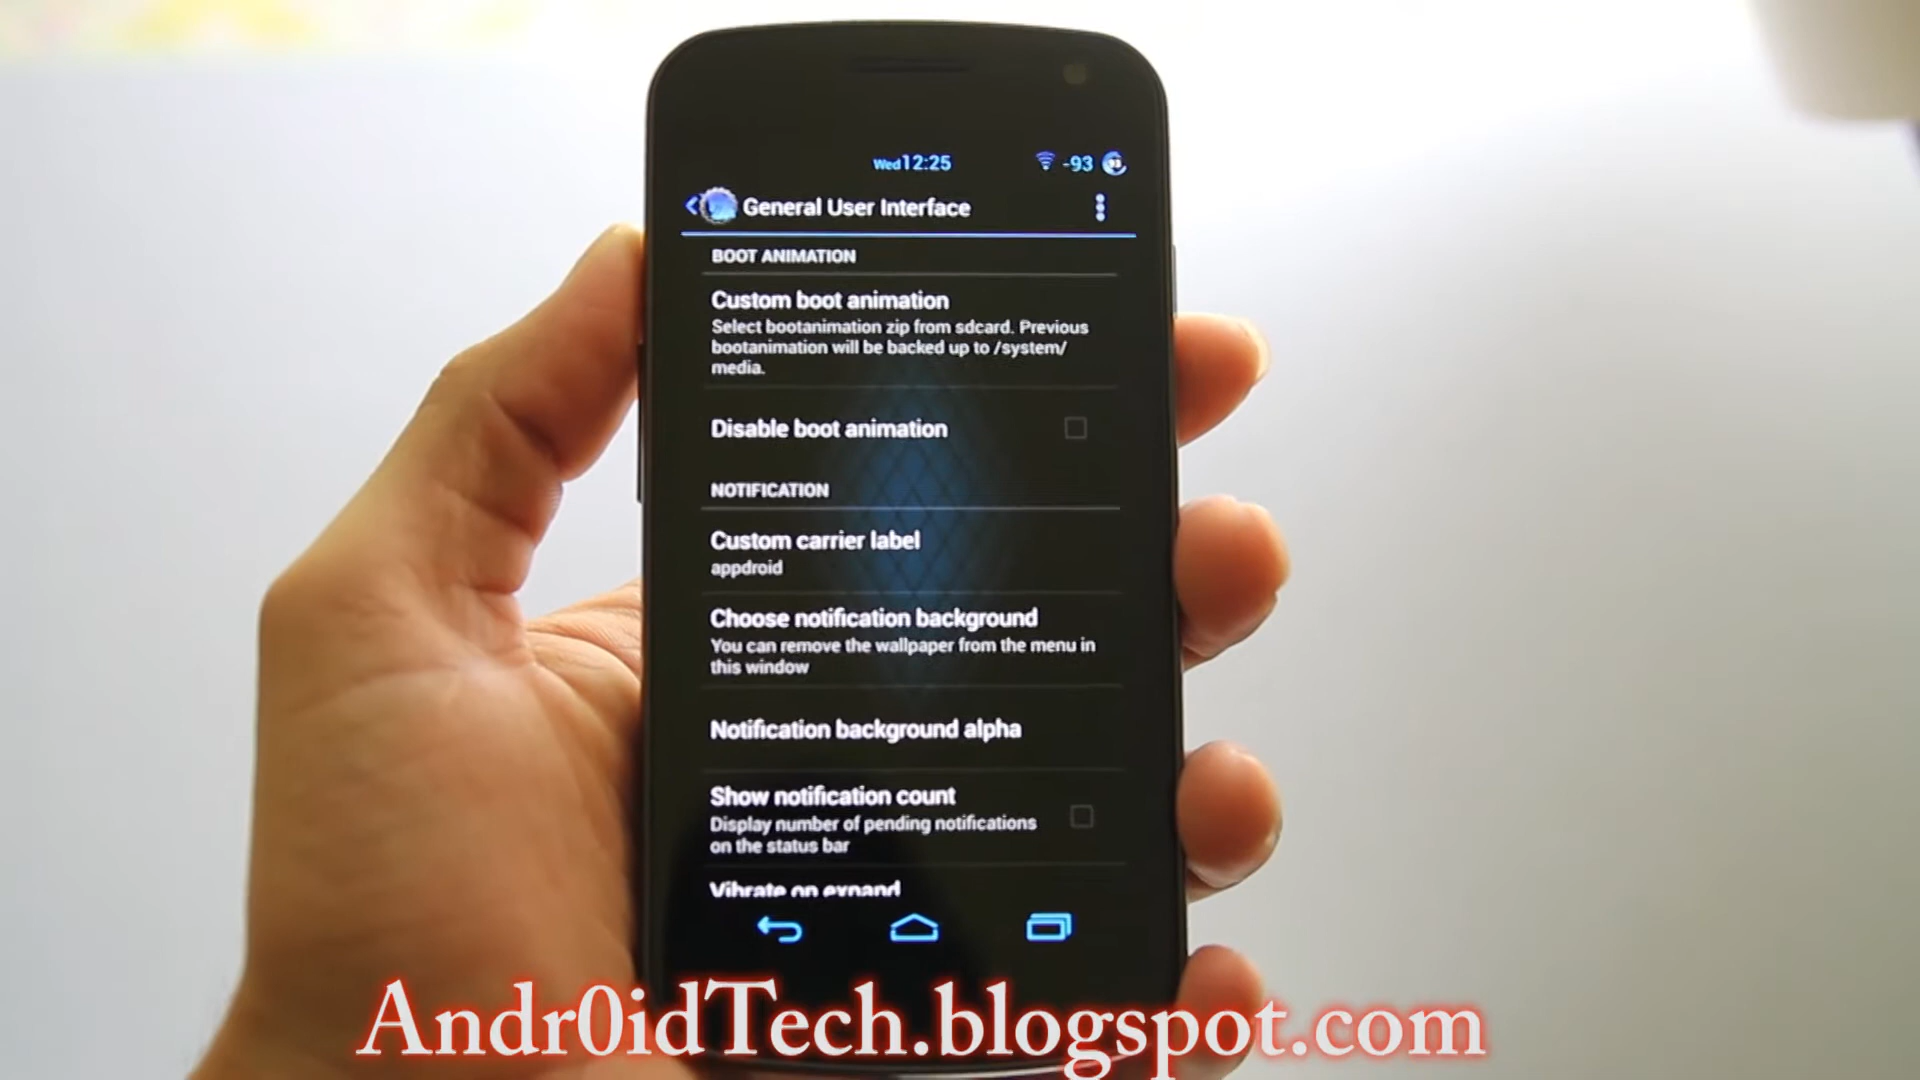 Wed 12:25 -93 93
General User Interface
BOOT ANIMATION
Custom boot animation
Select bootanimation zip from sdcard. Previous
bootanimation will be backed up to /system/
media.
Disable boot animation
NOTIFICATION
Custom carrier label
appdroid
Choose notification background
You can remove the wallpaper from the menu in
this window
Notification background alpha
Show notification count
Display number of pending notifications
on the status bar
Vibrate on expand
Andr0idTech.blogspot.com